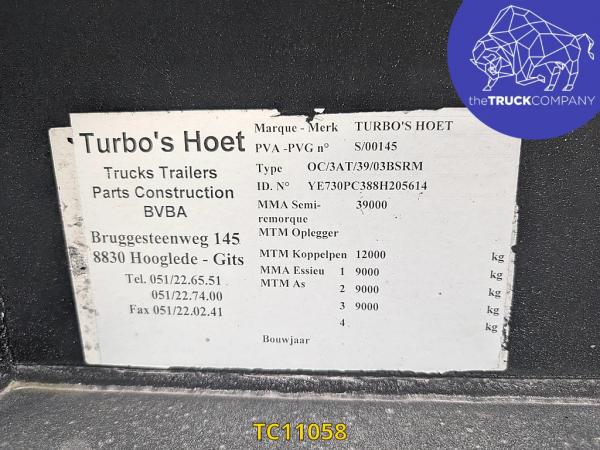 theTRUCKCOMPANY
Turbo's Hoet
Trucks Trailers
Parts Construction
BVBA
Bruggesteenweg 145
8830 Hooglede - Gits
Tel. 051/22.65.51
051/22.74.00
Fax 051/22.02.41
Marque - Merk TURBO'S HOET
PVA -PVG n° S/00145
Type OC/3AT/39/03BSRM
ID. N° YE730PC388H205614
MMA Semi- 39000
remorque
MTM Oplegger
MTM Koppelpen 12000 kg
MMA Essieu 1 9000 kg
MTM As 2 9000 kg
3 9000 kg
4 kg
Bouwjaar
TC11058